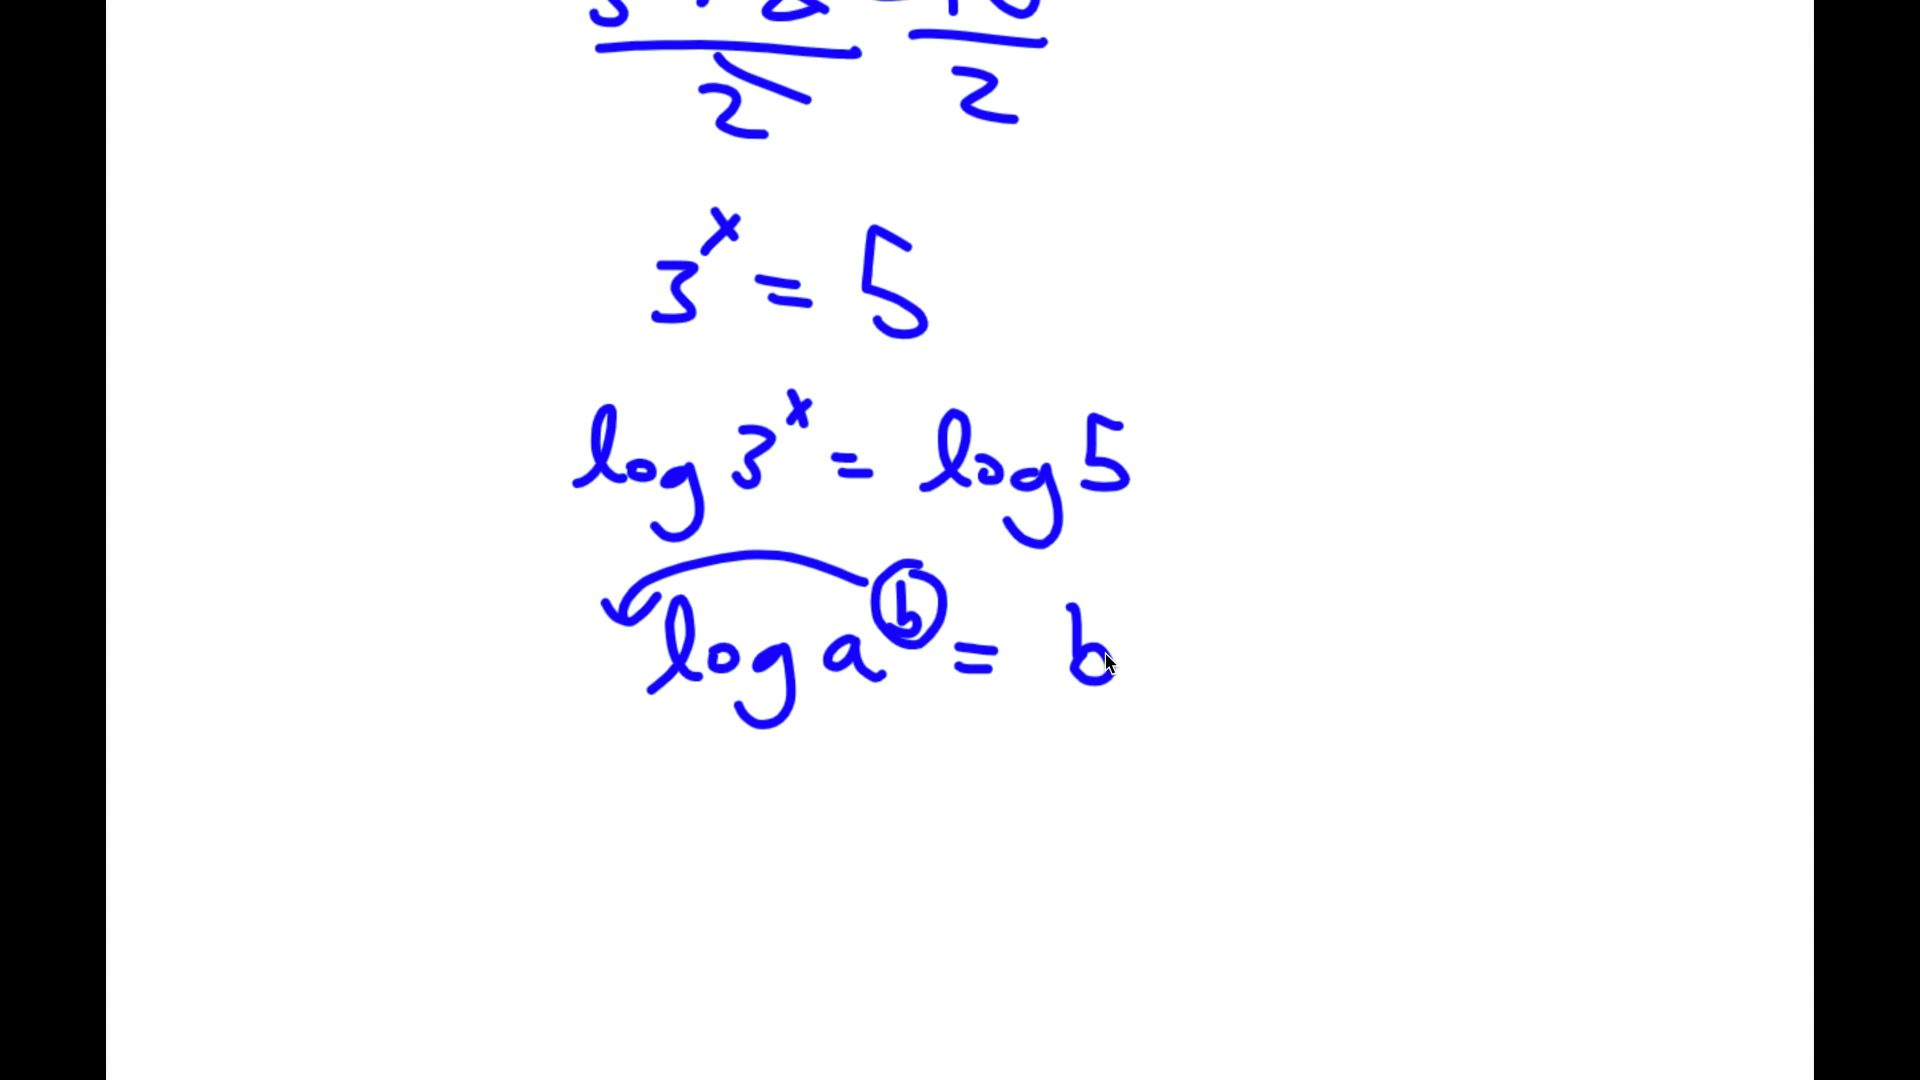 2 2
3^x = 5
log 3^x = log 5
log a^b = b